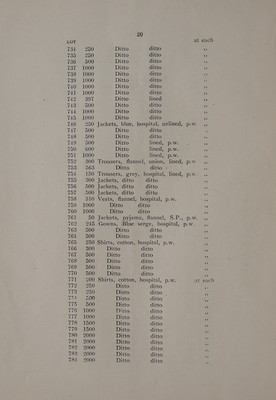 20
LOT at each
734 250 Ditto ditto „
735 250 Ditto ditto „
736 500 Ditto ditto „
737 1000 Ditto ditto „
738 1000 Ditto ditto „
739 1000 Ditto ditto „
740 1000 Ditto ditto „
741 1000 Ditto ditto „
742 397 Ditto lined „
743 500 Ditto ditto „
744 1000 Ditto ditto „
745 1000 Ditto ditto „
746 250 Jackets, blue, hospital, unlined, p.w. „
747 500 Ditto ditto „
748 500 Ditto ditto „
749 500 Ditto lined, p.w. „
750 600 Ditto lined, p.w. „
751 1000 Ditto lined, p.w. „
752 300 Trousers, flannel, union, lined, p.w. „
753 565 Ditto ditto „
754 150 Trousers, grey, hospital, lined, p.w. „
755 300 Jackets, ditto ditto „
756 500 Jackets, ditto ditto „
757 500 Jackets, ditto ditto „
758 310 Vests, flannel, hospital, p.w. „
759 1000 Ditto ditto „
760 1000 Ditto ditto „
761 50 Jackets, pyjama, flannel, S.P., p.w. „
762 245 Gowns, Blue serge, hospital, p.w. „
763 500 Ditto ditto „
764 500 Ditto ditto „
765 250 Shirts, cotton, hospital, p.w. „
766 300 Ditto ditto „
767 500 Ditto ditto „
768 500 Ditto ditto „
769 500 Ditto ditto „
770 500 Ditto ditto „
771 200 Shirts, cotton, hospital, p.w. at each
772 250 Ditto ditto „
773 250 Ditto ditto „
774 500 Ditto ditto „
775 500 Ditto ditto „
776 1000 Ditto ditto „
777 1000 Ditto ditto „
778 1500 Ditto ditto „
779 1500 Ditto ditto „
780 2000 Ditto ditto „
781 2000 Ditto ditto „
782 2000 Ditto ditto „
783 2000 Ditto ditto „
784 2000 Ditto ditto „